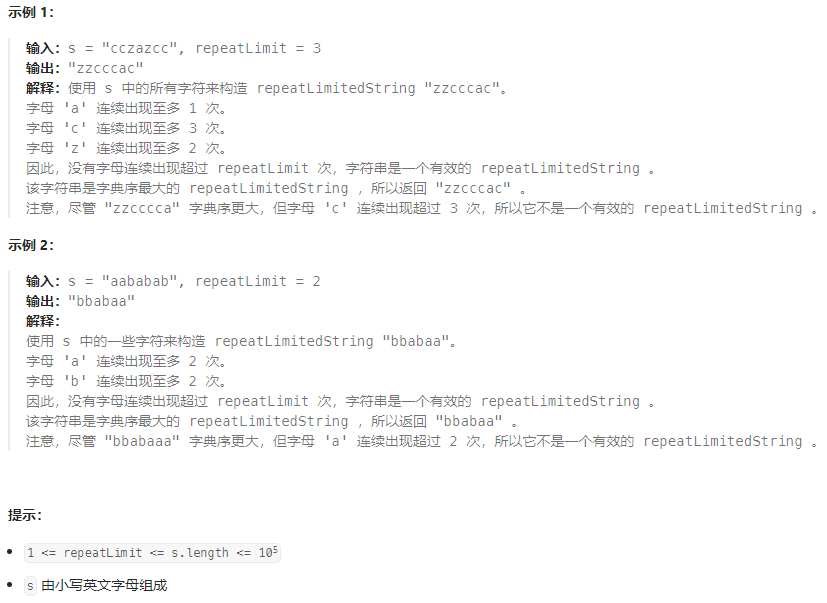 示例 1：
输入：s = "cczazcc", repeatLimit = 3
输出："zzcccac"
解释：使用 s 中的所有字符来构造 repeatLimitedString "zzcccac"。
字母 'a' 连续出现至多 1 次。
字母 'c' 连续出现至多 3 次。
字母 'z' 连续出现至多 2 次。
因此，没有字母连续出现超过 repeatLimit 次，字符串是一个有效的 repeatLimitedString 。
该字符串是字典序最大的 repeatLimitedString ，所以返回 "zzcccac" 。
注意，尽管 "zzcccca" 字典序更大，但字母 'c' 连续出现超过 3 次，所以它不是一个有效的 repeatLimitedString 。
示例 2：
输入：s = "aababab", repeatLimit = 2
输出："bbabaa"
解释：
使用 s 中的一些字符来构造 repeatLimitedString "bbabaa"。
字母 'a' 连续出现至多 2 次。
字母 'b' 连续出现至多 2 次。
因此，没有字母连续出现超过 repeatLimit 次，字符串是一个有效的 repeatLimitedString 。
该字符串是字典序最大的 repeatLimitedString ，所以返回 "bbabaa" 。
注意，尽管 "bbabaaa" 字典序更大，但字母 'a' 连续出现超过 2 次，所以它不是一个有效的 repeatLimitedString 。
提示：
• 1 <= repeatLimit <= s.length <= 10⁵
• s 由小写英文字母组成